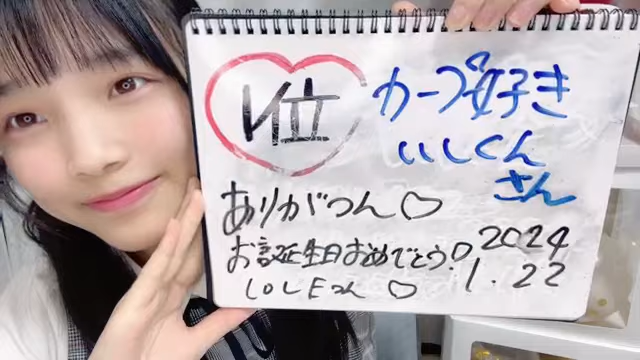 1位
カープ好き
いしくん
さん
ありがつん♡
お誕生日おめでとう!
LOVEつん ♡
2024
1.22